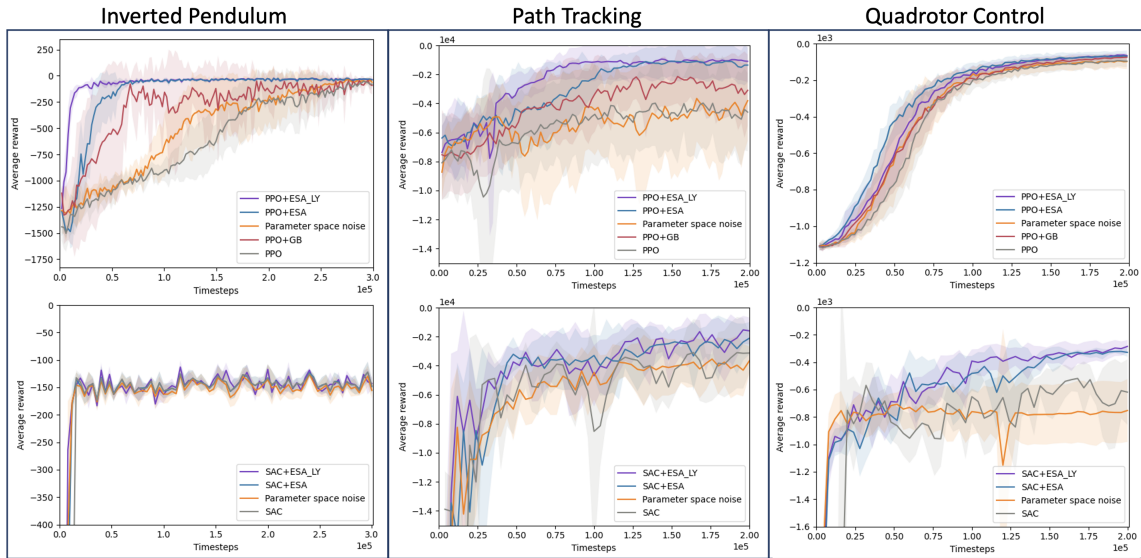 Inverted Pendulum
Path Tracking
Quadrotor Control
250
0
−250
−500
−750
−1000
−1250
−1500
−1750
Average reward
PPO+ESA_LY
PPO+ESA
Parameter space noise
PPO+GB
PPO
0.0
0.5
1.0
1.5
2.0
2.5
3.0
Timesteps
1e5
1e4
0.0
−0.2
−0.4
−0.6
−0.8
−1.0
−1.2
−1.4
Average reward
PPO+ESA_LY
PPO+ESA
Parameter space noise
PPO+GB
PPO
0.00
0.25
0.50
0.75
1.00
1.25
1.50
1.75
2.00
Timesteps
1e5
1e3
0.0
−0.2
−0.4
−0.6
−0.8
−1.0
−1.2
Average reward
PPO+ESA_LY
PPO+ESA
Parameter space noise
PPO+GB
PPO
0.00
0.25
0.50
0.75
1.00
1.25
1.50
1.75
2.00
Timesteps
1e5
0
−50
−100
−150
−200
−250
−300
−350
−400
Average reward
SAC+ESA_LY
SAC+ESA
Parameter space noise
SAC
0.0
0.5
1.0
1.5
2.0
2.5
3.0
Timesteps
1e5
1e4
0.0
−0.2
−0.4
−0.6
−0.8
−1.0
−1.2
−1.4
Average reward
SAC+ESA_LY
SAC+ESA
Parameter space noise
SAC
0.00
0.25
0.50
0.75
1.00
1.25
1.50
1.75
2.00
Timesteps
1e5
1e3
0.0
−0.2
−0.4
−0.6
−0.8
−1.0
−1.2
−1.4
−1.6
Average reward
SAC+ESA_LY
SAC+ESA
Parameter space noise
SAC
0.00
0.25
0.50
0.75
1.00
1.25
1.50
1.75
2.00
Timesteps
1e5